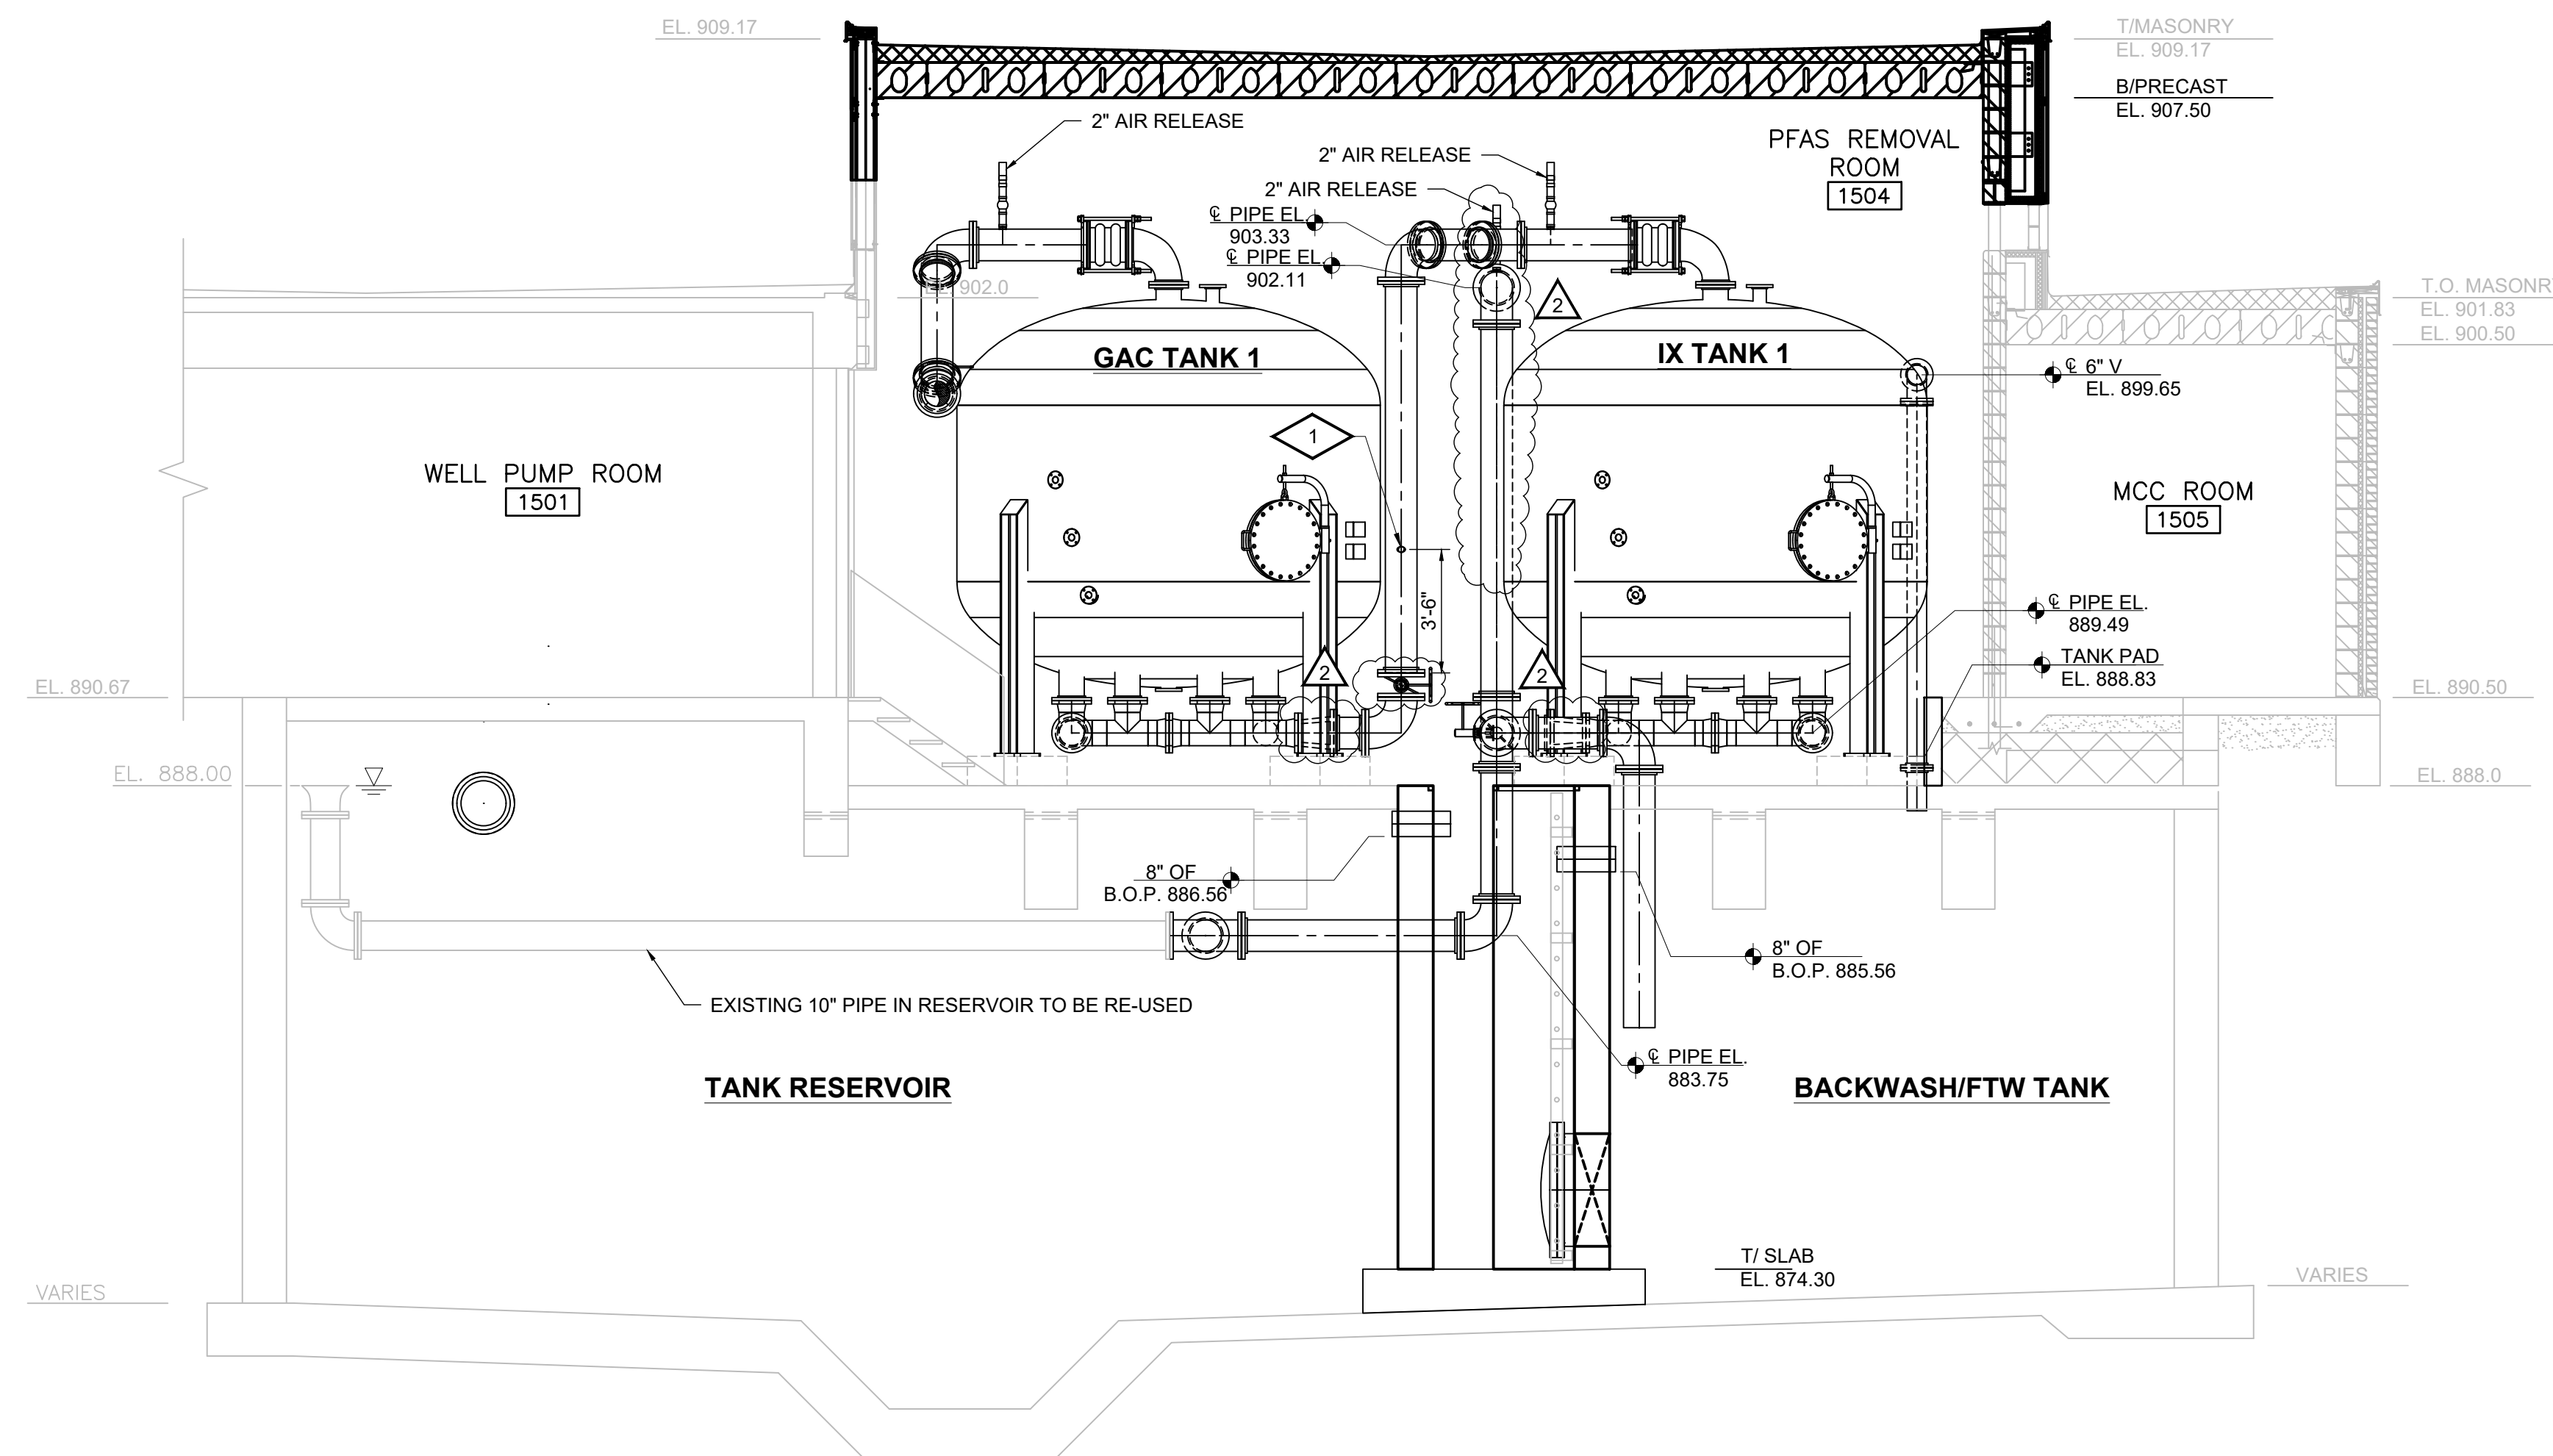 EL. 909.17
T/MASONRY
EL. 909.17
B/PRECAST
EL. 907.50
2" AIR RELEASE
2" AIR RELEASE
2" AIR RELEASE
PFAS REMOVAL
ROOM
1504
℄ PIPE EL.
903.33
℄ PIPE EL.
902.11
EL. 902.0
2
T.O. MASONRY
EL. 901.83
EL. 900.50
GAC TANK 1
IX TANK 1
℄ 6" V
EL. 899.65
1
WELL PUMP ROOM
1501
MCC ROOM
1505
3'-6"
℄ PIPE EL.
889.49
2
2
TANK PAD
EL. 888.83
EL. 890.67
EL. 890.50
EL. 888.00
EL. 888.0
8" OF
B.O.P. 886.56
8" OF
B.O.P. 885.56
EXISTING 10" PIPE IN RESERVOIR TO BE RE-USED
℄ PIPE EL.
883.75
TANK RESERVOIR
BACKWASH/FTW TANK
T/ SLAB
EL. 874.30
VARIES
VARIES